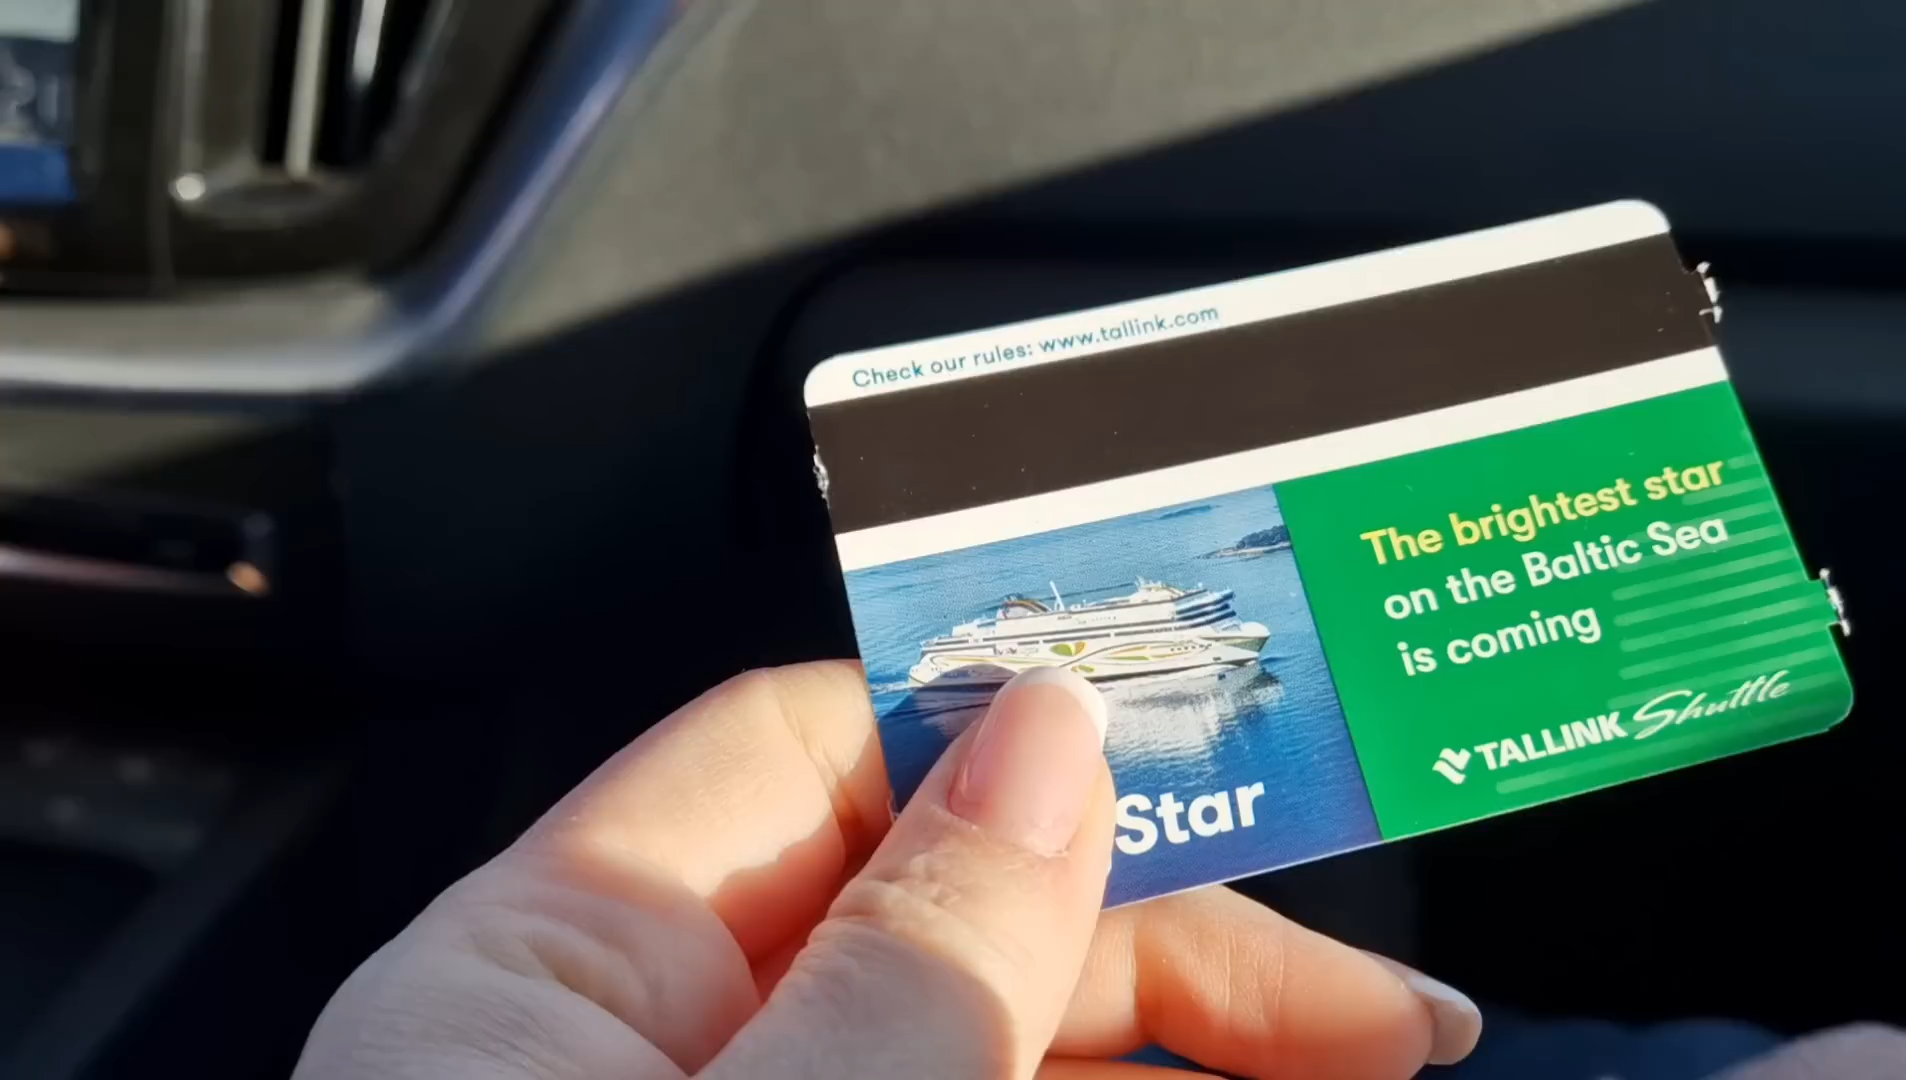 Check our rules: www.tallink.com
The brightest star
on the Baltic Sea
is coming
TALLINK Shuttle
Star